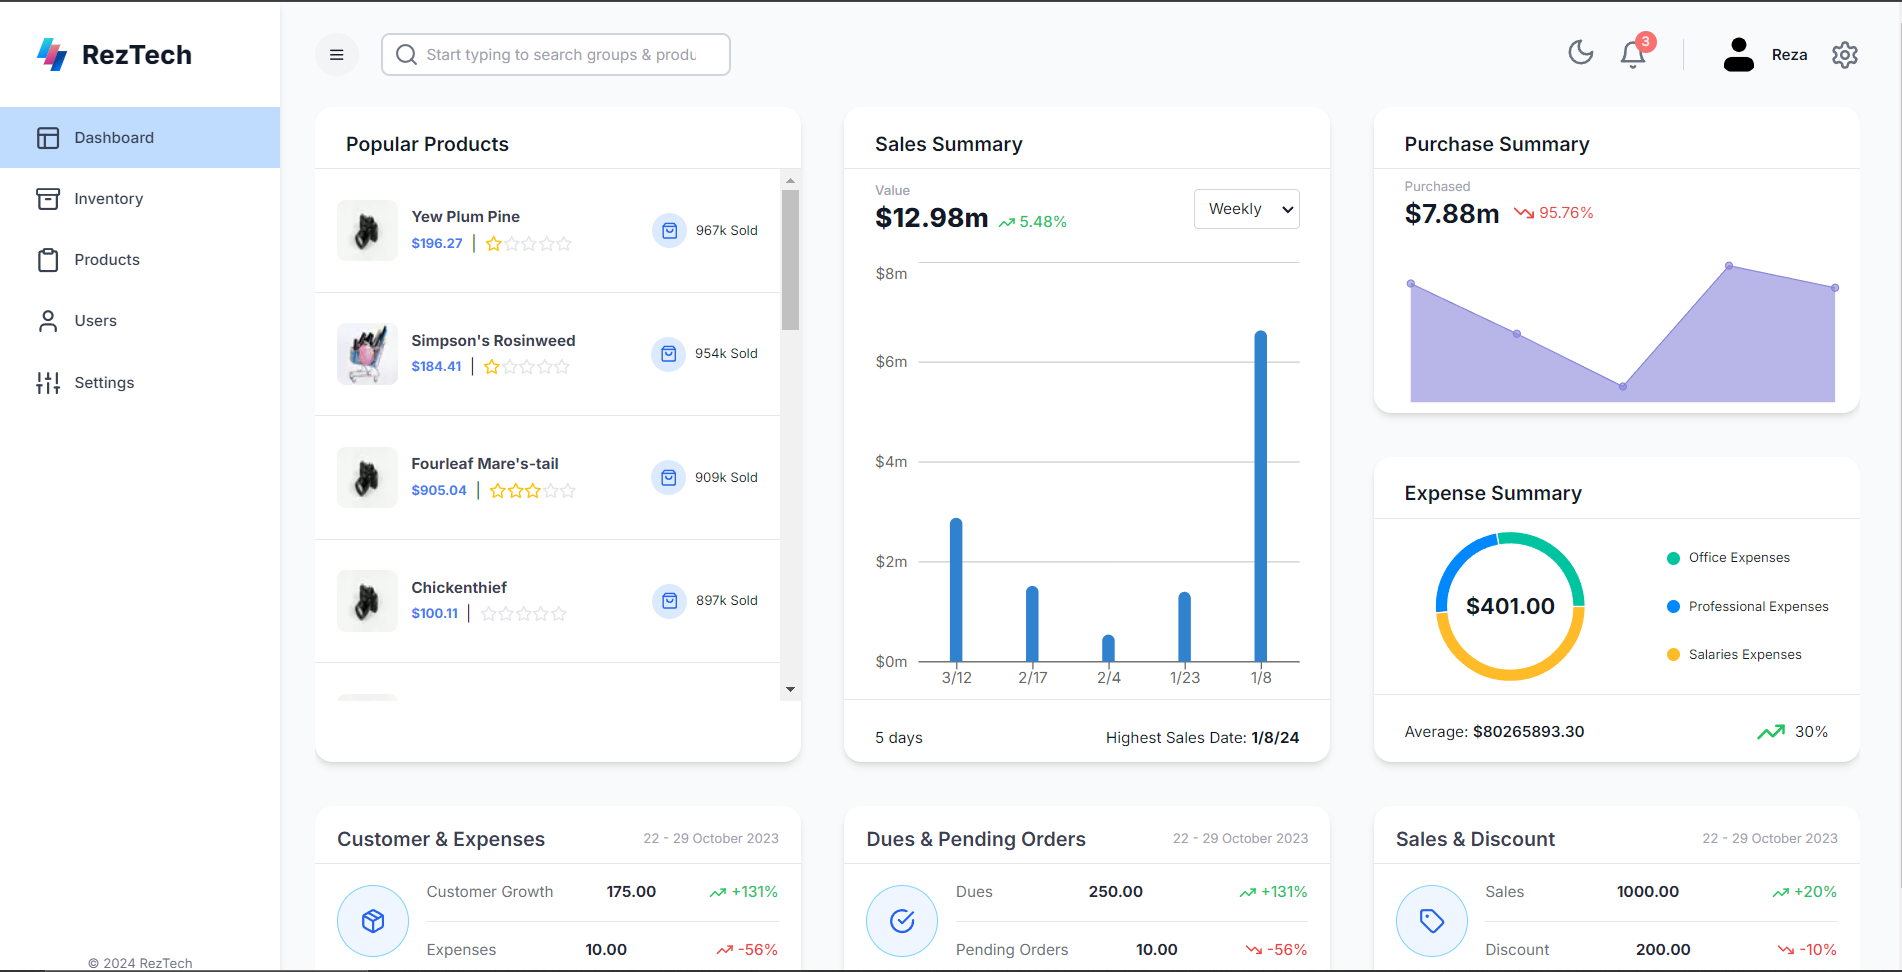 RezTech
Dashboard
Inventory
Products
Users
Settings
© 2024 RezTech
Start typing to search groups & produ
3
Reza
Popular Products
Yew Plum Pine
$196.27
967k Sold
Simpson's Rosinweed
$184.41
954k Sold
Fourleaf Mare's-tail
$905.04
909k Sold
Chickenthief
$100.11
897k Sold
Sales Summary
Value
$12.98m 5.48%
Weekly
$8m
$6m
$4m
$2m
$0m
3/12 2/17 2/4 1/23 1/8
5 days
Highest Sales Date: 1/8/24
Purchase Summary
Purchased
$7.88m 95.76%
Expense Summary
$401.00
Office Expenses
Professional Expenses
Salaries Expenses
Average: $80265893.30
30%
Customer & Expenses
22 - 29 October 2023
Customer Growth 175.00 +131%
Expenses 10.00 -56%
Dues & Pending Orders
22 - 29 October 2023
Dues 250.00 +131%
Pending Orders 10.00 -56%
Sales & Discount
22 - 29 October 2023
Sales 1000.00 +20%
Discount 200.00 -10%